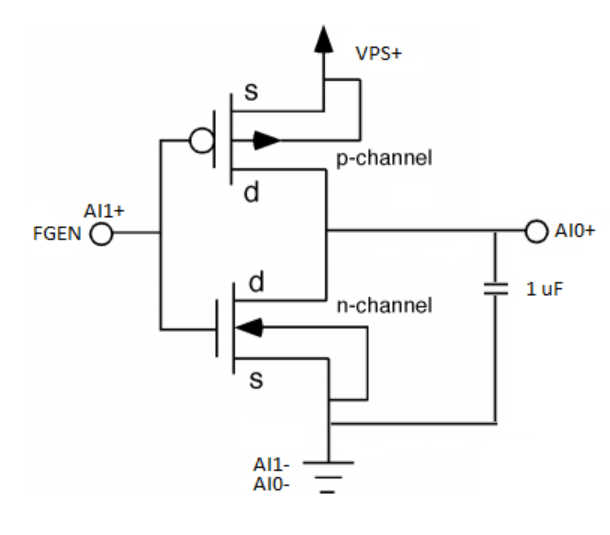 VPS+
s
p-channel
d
AI1+
FGEN
AI0+
d
n-channel
1 uF
s
AI1-
AI0-